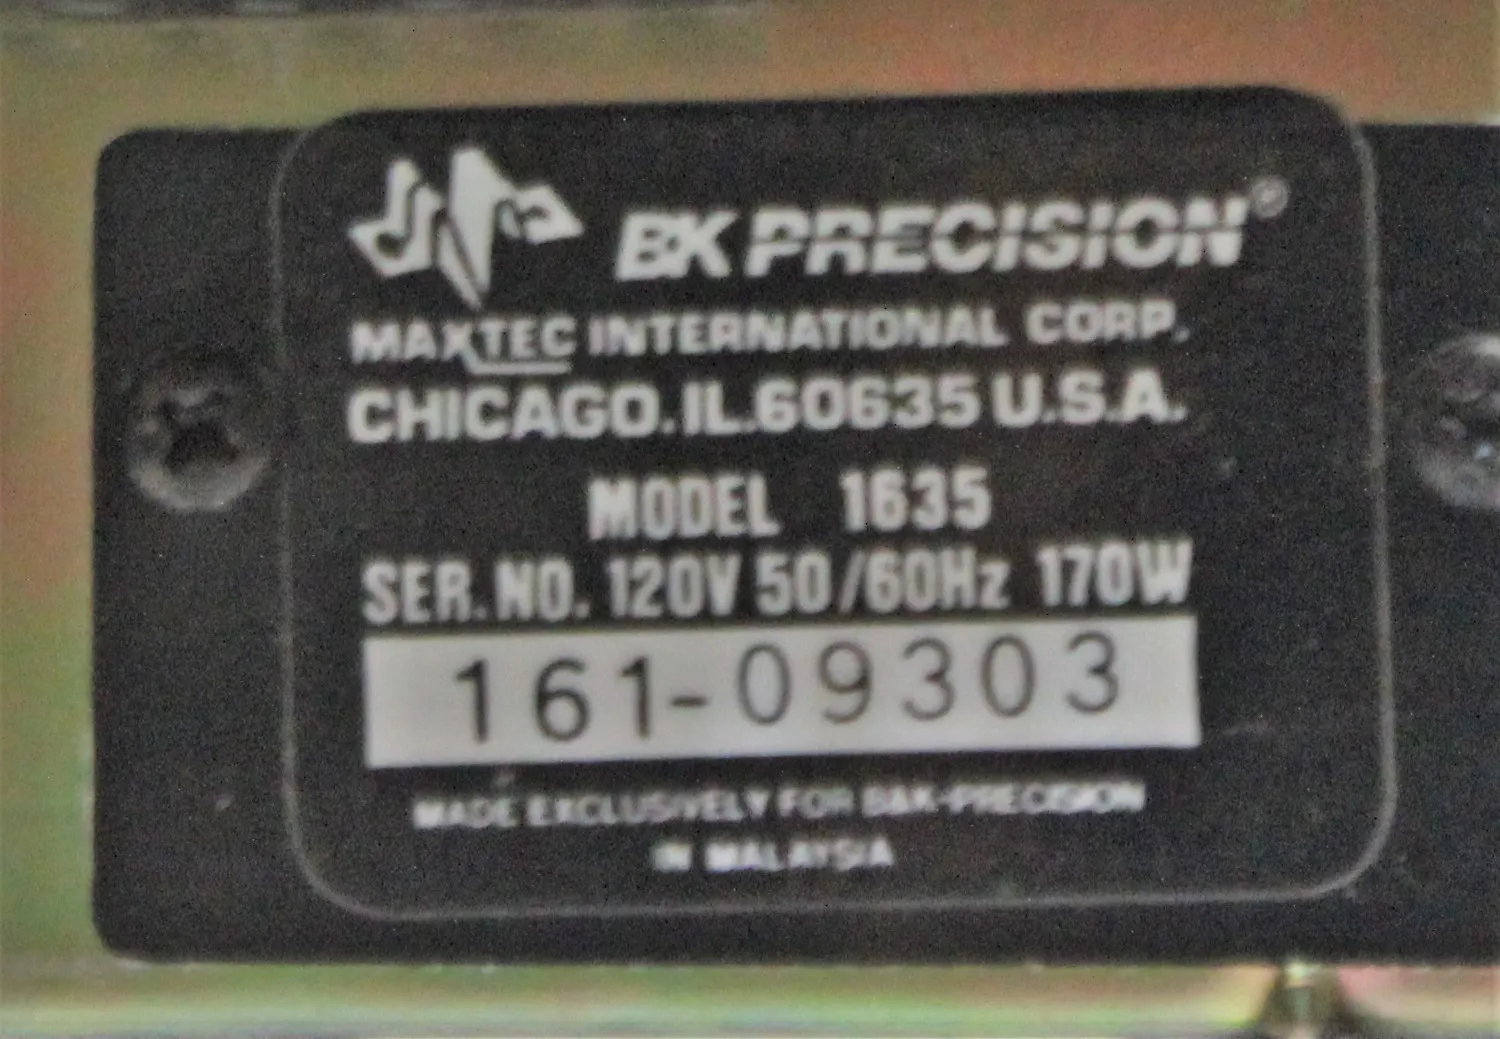 BK PRECISION®
MAXTEC INTERNATIONAL CORP.
CHICAGO. IL. 60635 U.S.A.
MODEL 1635
SER. NO. 120V 50/60Hz 170W
161-09303
MADE EXCLUSIVELY FOR B&K-PRECISION
IN MALAYSIA